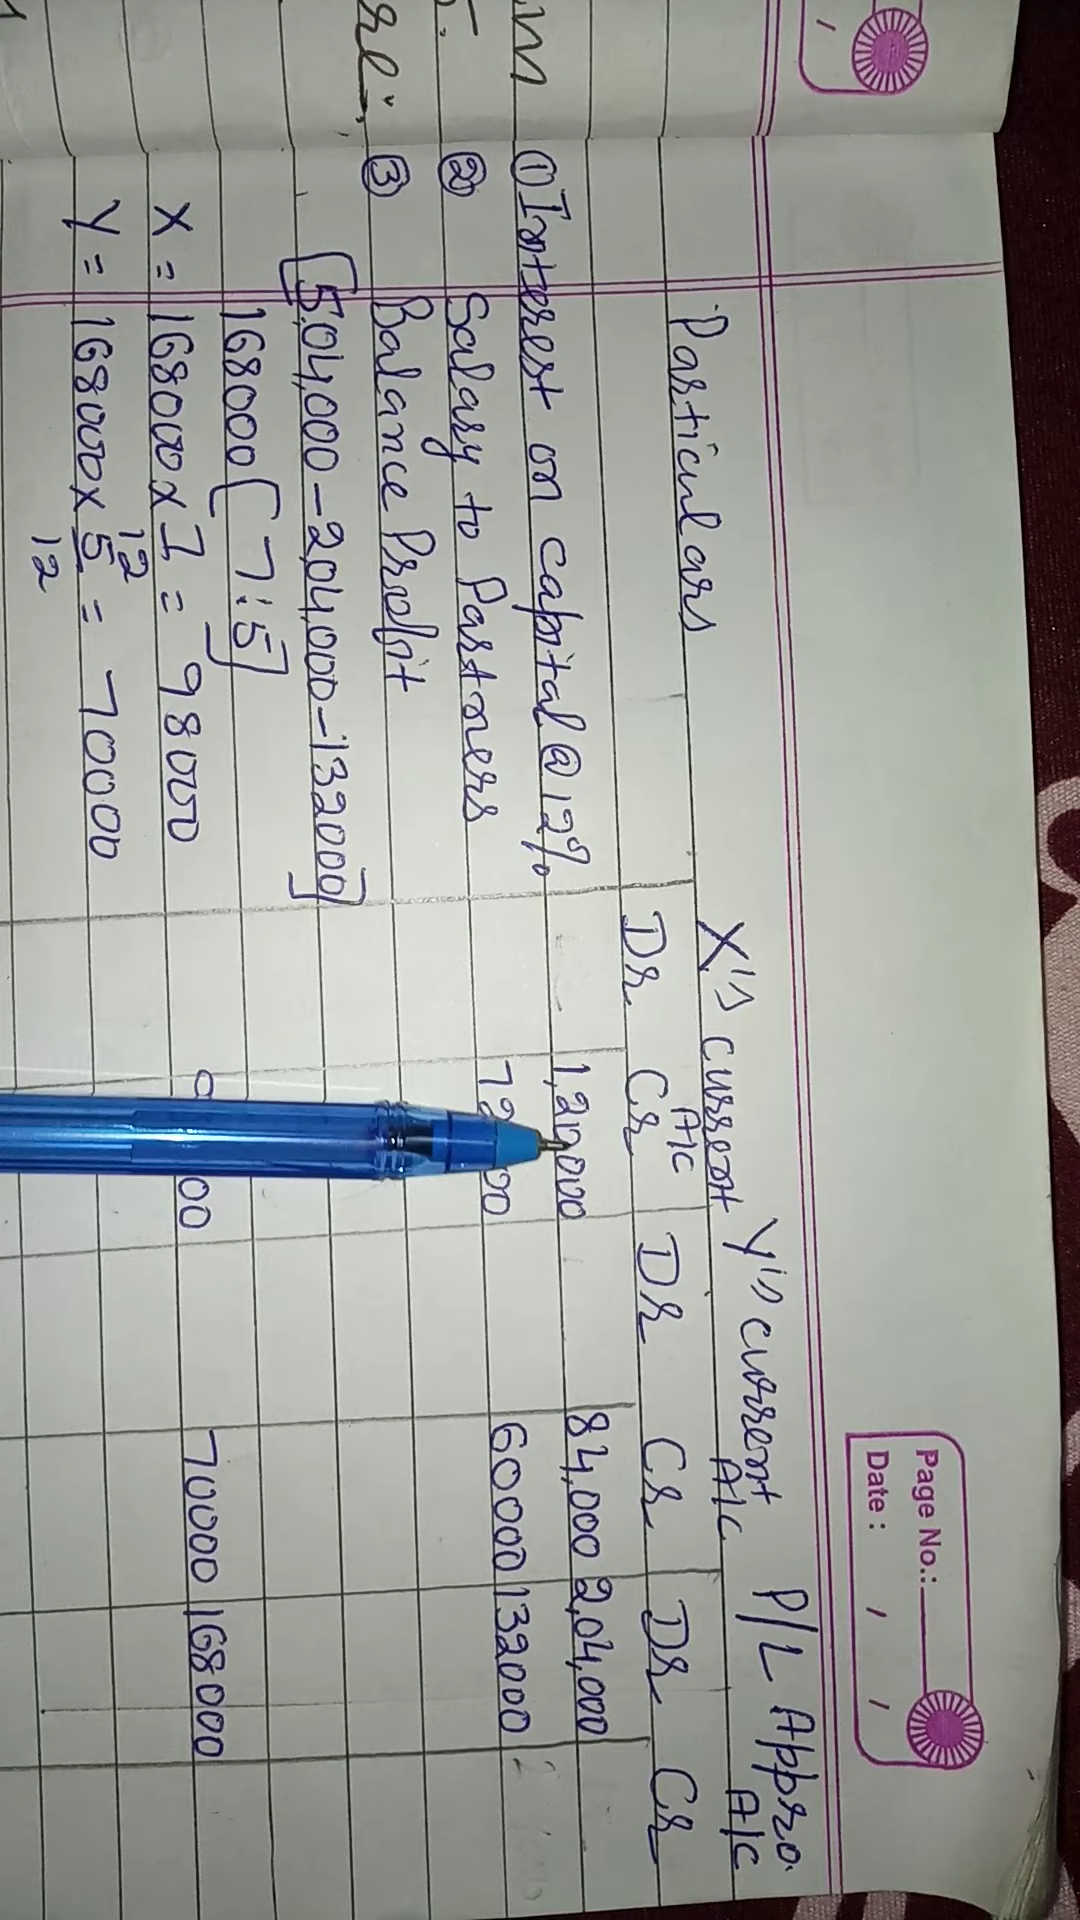 Page No.:
Date: / /
X's current A/c Y's current A/c P/L Appro. A/c
Particulars Dr Cr Dr Cr Dr Cr
① Interest on capital @ 12% 1,20,000 84,000 2,04,000
② Salary to Partners 60000 132000
③ Balance Profit
[5,04,000-2,04,000-132000]
168000 [7:5]
X = 168000 x 7/12 = 98000 70000 168000
Y = 168000 x 5/12 = 70000